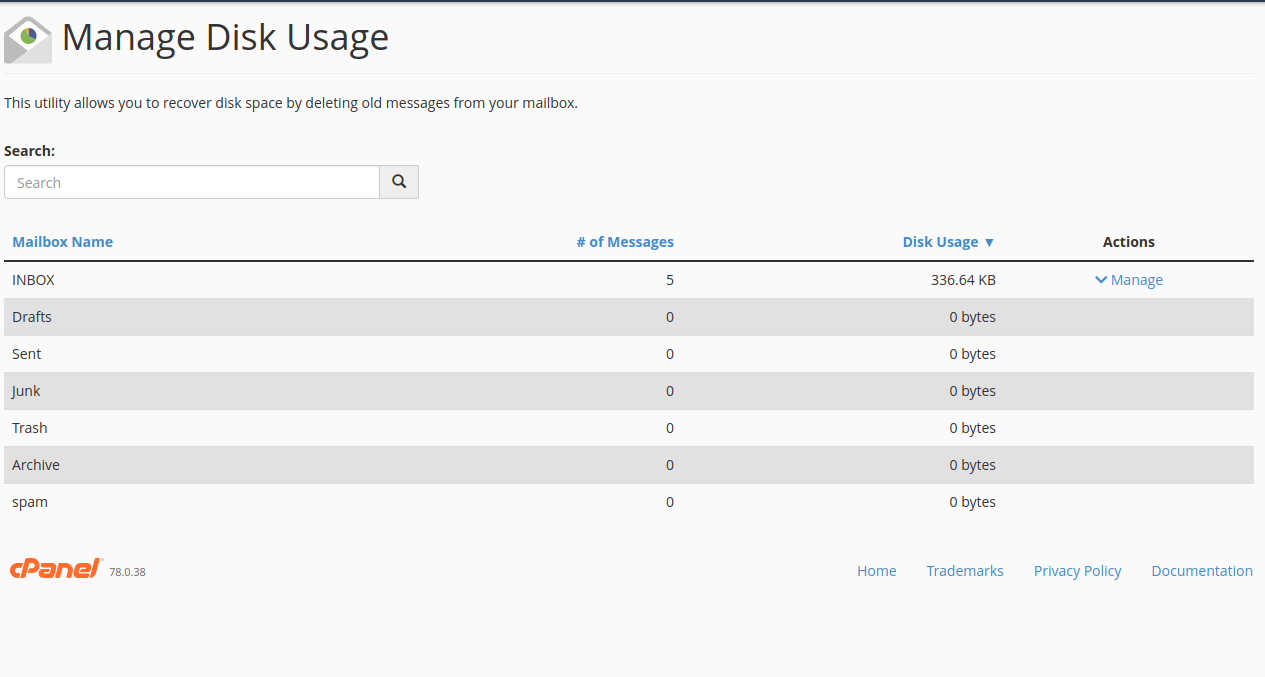 Manage Disk Usage
This utility allows you to recover disk space by deleting old messages from your mailbox.
Search:
Search
Mailbox Name # of Messages Disk Usage ▼ Actions
INBOX 5 336.64 KB Manage
Drafts 0 0 bytes
Sent 0 0 bytes
Junk 0 0 bytes
Trash 0 0 bytes
Archive 0 0 bytes
spam 0 0 bytes
cPanel 78.0.38 Home Trademarks Privacy Policy Documentation